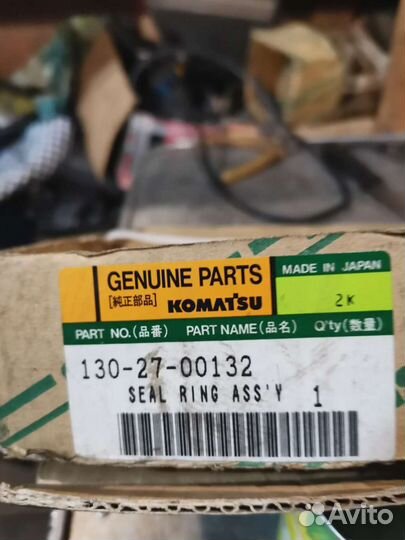 GENUINE PARTS
[純正部品] KOMATSU
MADE IN JAPAN
2K
PART NO.(品番) PART NAME(品名) Q'ty(数量)
130-27-00132
SEAL RING ASS'Y 1
Avito